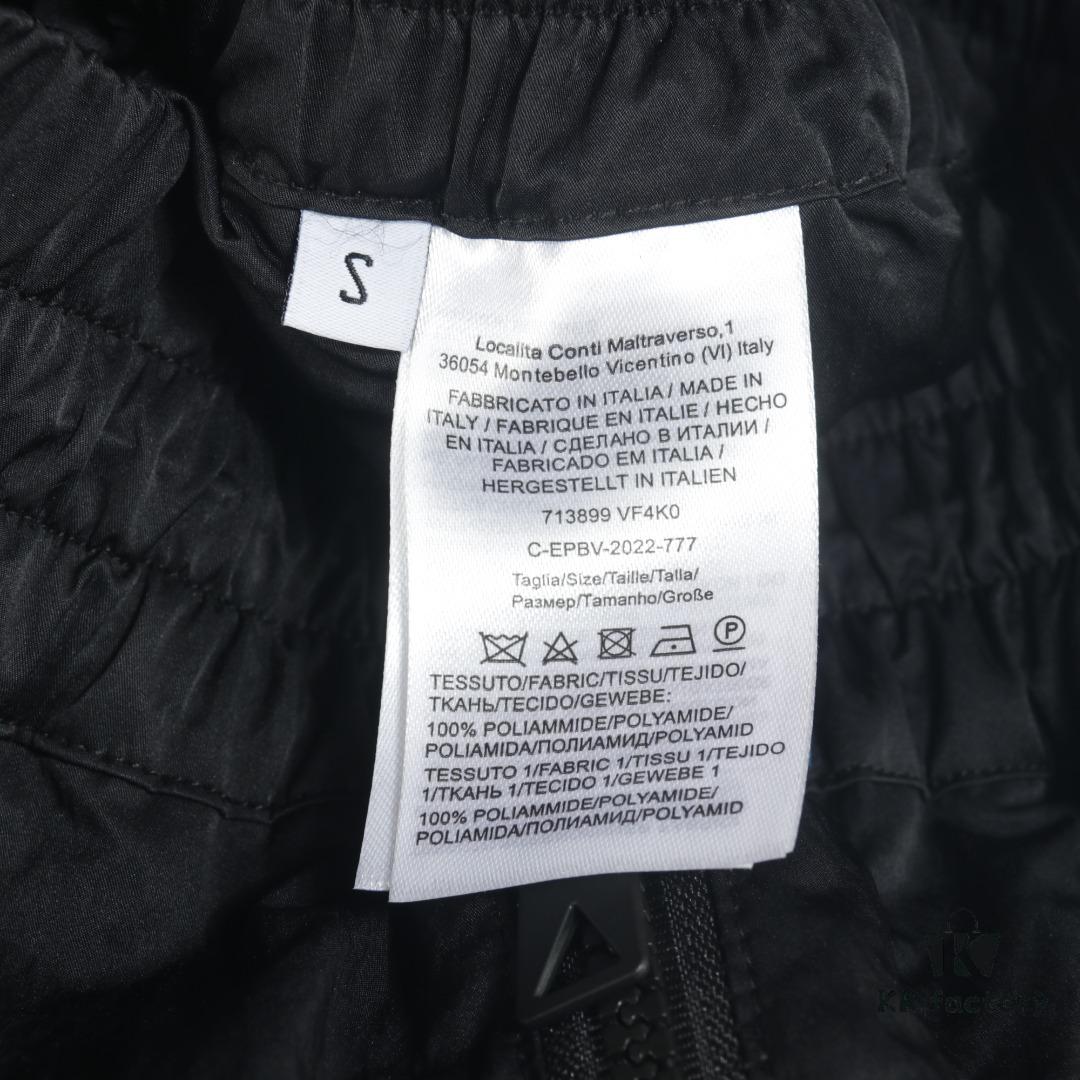 S
Localita Conti Maltraverso,1
36054 Montebello Vicentino (VI) Italy
FABBRICATO IN ITALIA / MADE IN
ITALY / FABRIQUE EN ITALIE / HECHO
EN ITALIA / СДЕЛАНО В ИТАЛИИ /
FABRICADO EM ITALIA /
HERGESTELLT IN ITALIEN
713899 VF4K0
C-EPBV-2022-777
Taglia/Size/Taille/Talla/
Размер/Tamanho/Große
P
TESSUTO/FABRIC/TISSU/TEJIDO/
ТКАНЬ/TECIDO/GEWEBE:
100% POLIAMMIDE/POLYAMIDE/
POLIAMIDA/ПОЛИАМИД/POLYAMID
TESSUTO 1/FABRIC 1/TISSU 1/TEJIDO
1/ТКАНЬ 1/TECIDO 1/GEWEBE 1
100% POLIAMMIDE/POLYAMIDE/
POLIAMIDA/ПОЛИАМИД/POLYAMID